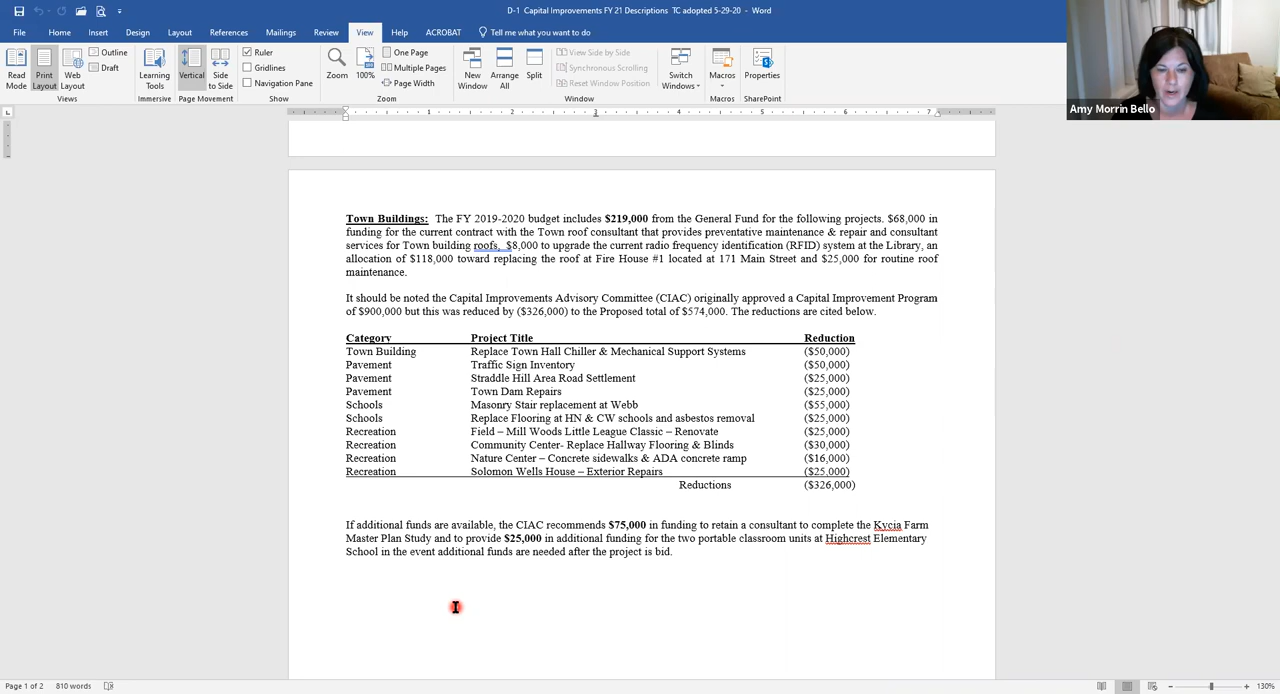 D-1 Capital Improvements FY 21 Descriptions TC adopted 5-29-20 - Word
File Home Insert Design Layout References Mailings Review View Help ACROBAT Tell me what you want to do
Read Mode
Print Layout
Web Layout
Outline
Draft
Views
Learning Tools
Immersive
Vertical
Side to Side
Page Movement
Ruler
Gridlines
Navigation Pane
Show
Zoom
100%
One Page
Multiple Pages
Page Width
Zoom
New Window
Arrange All
Split
View Side by Side
Synchronous Scrolling
Reset Window Position
Window
Switch Windows
Macros
Macros
Properties
SharePoint
Amy Morrin Bello
1 2 3 4 5 6 7
Town Buildings: The FY 2019-2020 budget includes $219,000 from the General Fund for the following projects. $68,000 in
funding for the current contract with the Town roof consultant that provides preventative maintenance & repair and consultant
services for Town building roofs, $8,000 to upgrade the current radio frequency identification (RFID) system at the Library, an
allocation of $118,000 toward replacing the roof at Fire House #1 located at 171 Main Street and $25,000 for routine roof
maintenance.
It should be noted the Capital Improvements Advisory Committee (CIAC) originally approved a Capital Improvement Program
of $900,000 but this was reduced by ($326,000) to the Proposed total of $574,000. The reductions are cited below.
Category Project Title Reduction
Town Building Replace Town Hall Chiller & Mechanical Support Systems ($50,000)
Pavement Traffic Sign Inventory ($50,000)
Pavement Straddle Hill Area Road Settlement ($25,000)
Pavement Town Dam Repairs ($25,000)
Schools Masonry Stair replacement at Webb ($55,000)
Schools Replace Flooring at HN & CW schools and asbestos removal ($25,000)
Recreation Field – Mill Woods Little League Classic – Renovate ($25,000)
Recreation Community Center- Replace Hallway Flooring & Blinds ($30,000)
Recreation Nature Center – Concrete sidewalks & ADA concrete ramp ($16,000)
Recreation Solomon Wells House – Exterior Repairs ($25,000)
Reductions ($326,000)
If additional funds are available, the CIAC recommends $75,000 in funding to retain a consultant to complete the Kycia Farm
Master Plan Study and to provide $25,000 in additional funding for the two portable classroom units at Highcrest Elementary
School in the event additional funds are needed after the project is bid.
Page 1 of 2 810 words 130%